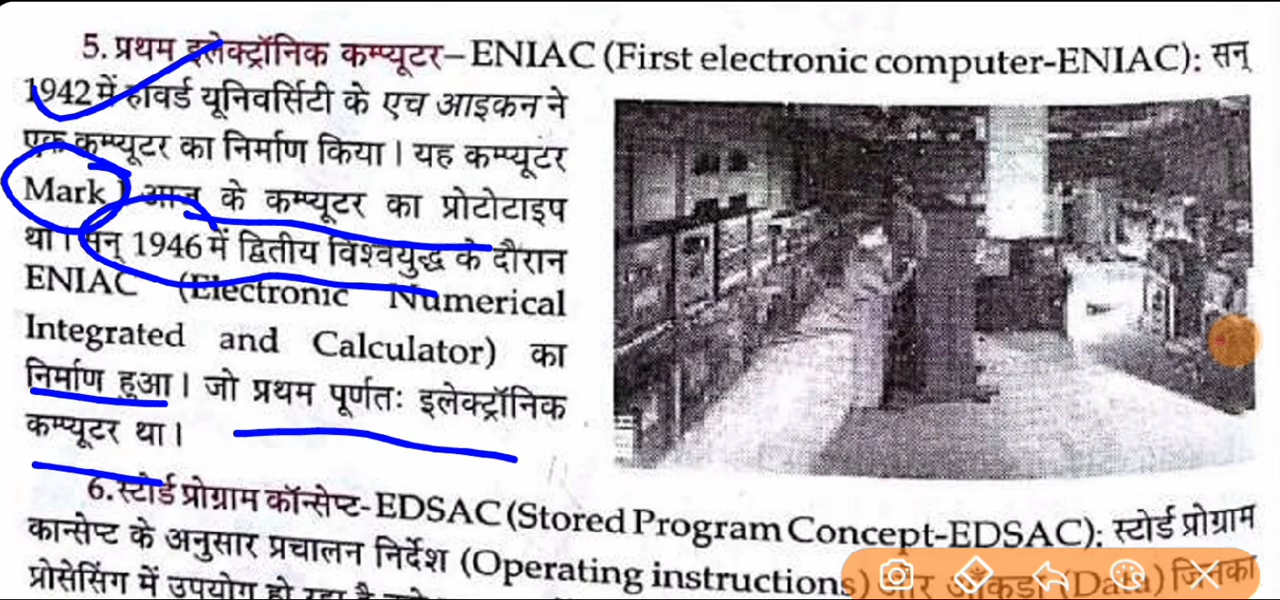 5. प्रथम इलेक्ट्रॉनिक कम्प्यूटर–ENIAC (First electronic computer-ENIAC): सन्
1942 में हावर्ड यूनिवर्सिटी के एच आइकन ने
एक कम्प्यूटर का निर्माण किया। यह कम्प्यूटर
Mark I आज के कम्प्यूटर का प्रोटोटाइप
था। सन् 1946 में द्वितीय विश्वयुद्ध के दौरान
ENIAC (Electronic Numerical
Integrated and Calculator) का
निर्माण हुआ। जो प्रथम पूर्णतः इलेक्ट्रॉनिक
कम्प्यूटर था।
6. स्टोर्ड प्रोग्राम कॉन्सेप्ट-EDSAC (Stored Program Concept-EDSAC): स्टोर्ड प्रोग्राम
कान्सेप्ट के अनुसार प्रचालन निर्देश (Operating instructions) और आँकड़ा (Data) जिनका
प्रोसेसिंग में उपयोग हो रहा है